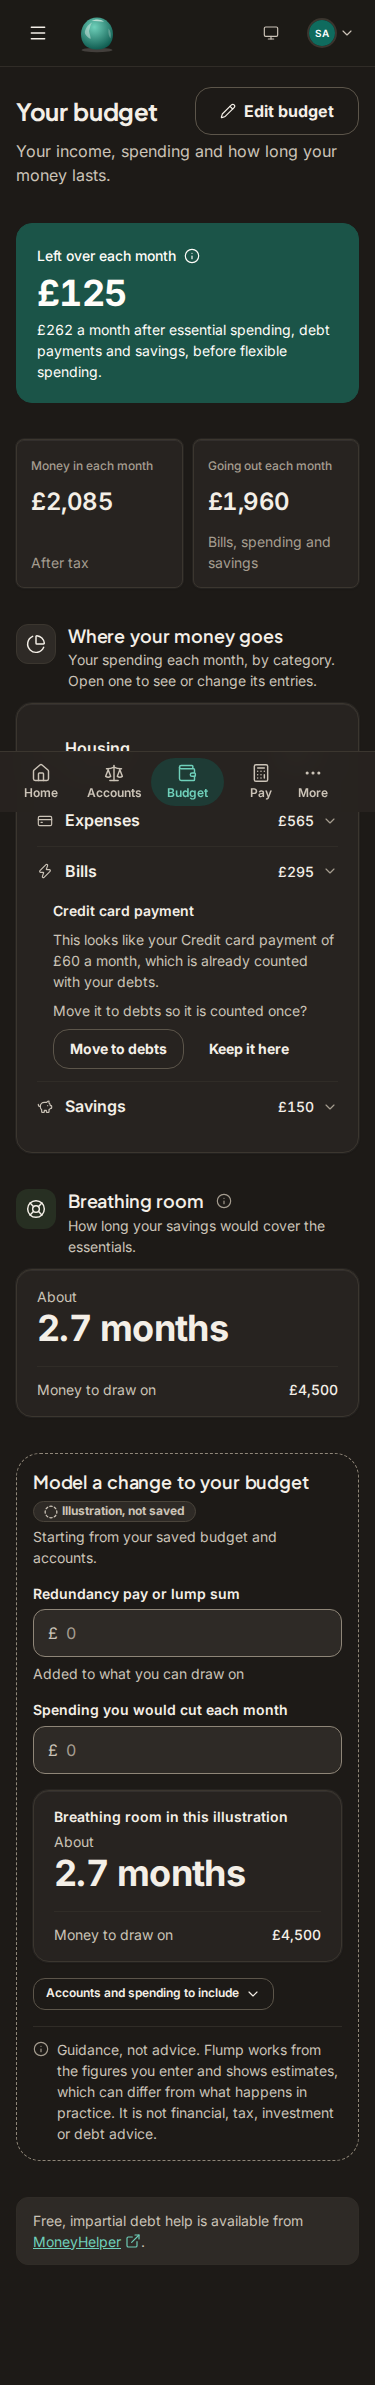 SA
Your budget
Edit budget
Your income, spending and how long your
money lasts.
Left over each month
£125
£262 a month after essential spending, debt
payments and savings, before flexible
spending.
Money in each month
£2,085
After tax
Going out each month
£1,960
Bills, spending and
savings
Where your money goes
Your spending each month, by category.
Open one to see or change its entries.
Housing
Home
Accounts
Budget
Pay
More
Expenses £565
Bills £295
Credit card payment
This looks like your Credit card payment of
£60 a month, which is already counted
with your debts.
Move it to debts so it is counted once?
Move to debts Keep it here
Savings £150
Breathing room
How long your savings would cover the
essentials.
About
2.7 months
Money to draw on £4,500
Model a change to your budget
Illustration, not saved
Starting from your saved budget and
accounts.
Redundancy pay or lump sum
£ 0
Added to what you can draw on
Spending you would cut each month
£ 0
Breathing room in this illustration
About
2.7 months
Money to draw on £4,500
Accounts and spending to include
Guidance, not advice. Flump works from
the figures you enter and shows estimates,
which can differ from what happens in
practice. It is not financial, tax, investment
or debt advice.
Free, impartial debt help is available from
MoneyHelper.